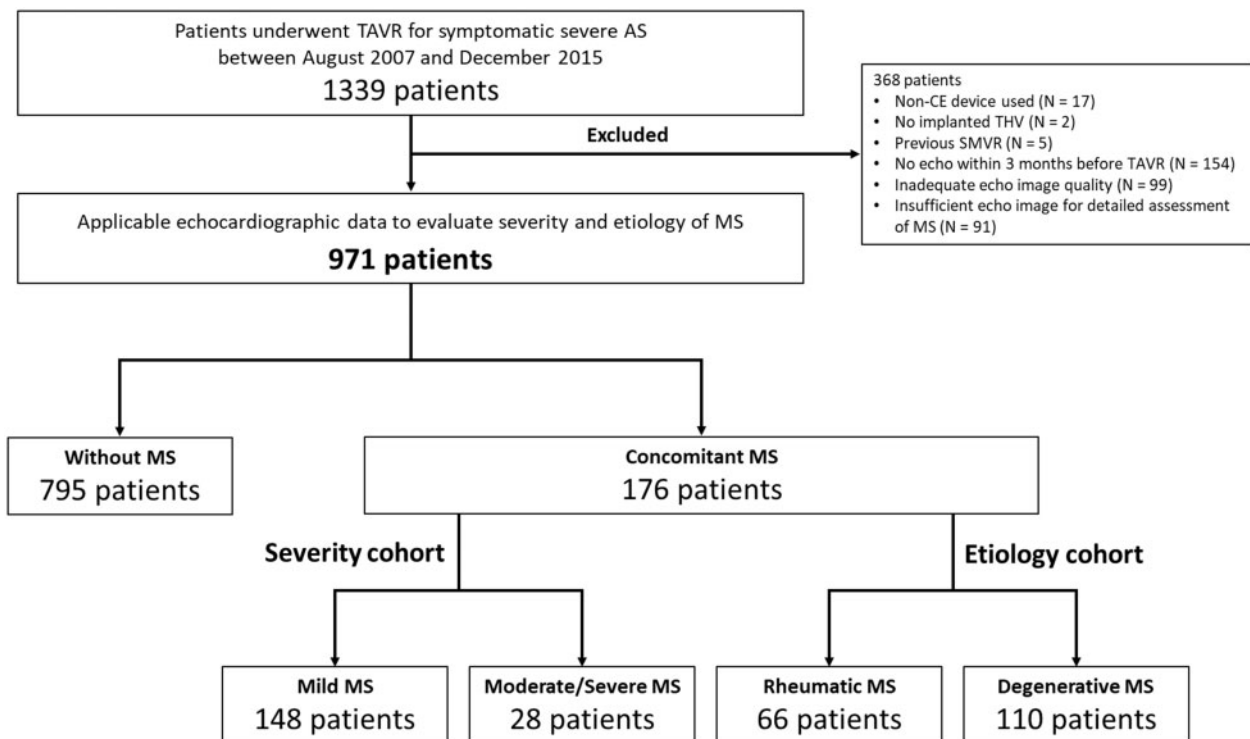 Patients underwent TAVR for symptomatic severe AS
between August 2007 and December 2015
1339 patients
Excluded
368 patients
• Non-CE device used (N = 17)
• No implanted THV (N = 2)
• Previous SMVR (N = 5)
• No echo within 3 months before TAVR (N = 154)
• Inadequate echo image quality (N = 99)
• Insufficient echo image for detailed assessment
of MS (N = 91)
Applicable echocardiographic data to evaluate severity and etiology of MS
971 patients
Without MS
795 patients
Concomitant MS
176 patients
Severity cohort
Etiology cohort
Mild MS
148 patients
Moderate/Severe MS
28 patients
Rheumatic MS
66 patients
Degenerative MS
110 patients